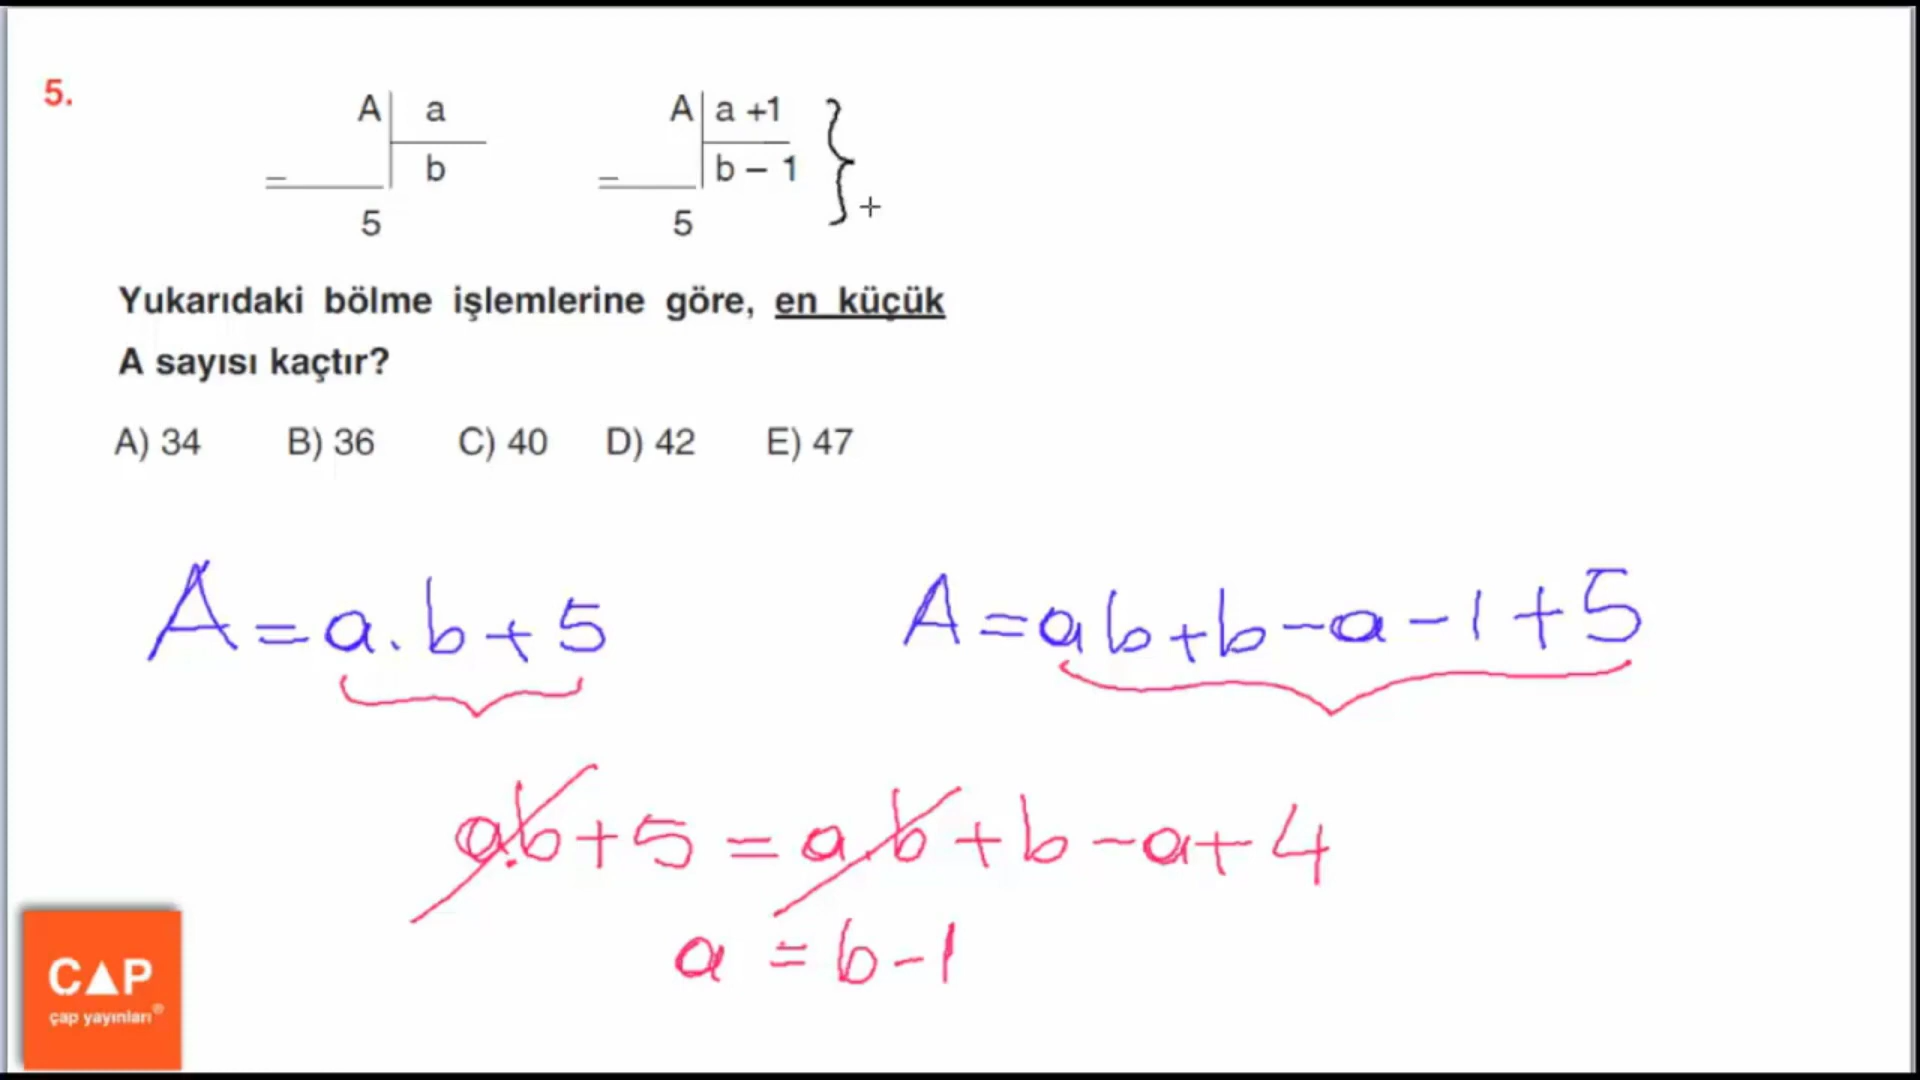 5.
A a A a +1
b b – 1
– – +
5 5
Yukarıdaki bölme işlemlerine göre, en küçük
A sayısı kaçtır?
A) 34 B) 36 C) 40 D) 42 E) 47
A = a . b + 5 A = ab + b - a - 1 + 5
a.b + 5 = a.b + b - a + 4
a = b - 1
CAP
çap yayınları®